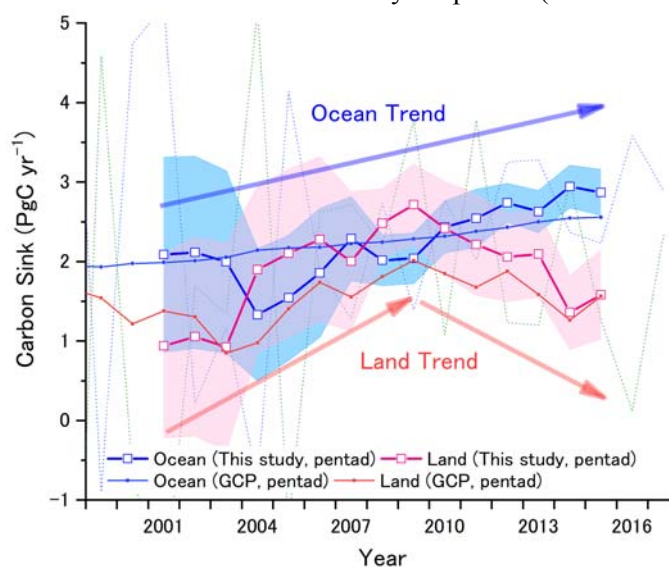 5
4
3
2
1
0
-1
Carbon Sink (PgC yr⁻¹)
Ocean Trend
Land Trend
Ocean (This study, pentad) Land (This study, pentad)
Ocean (GCP, pentad) Land (GCP, pentad)
2001 2004 2007 2010 2013 2016
Year